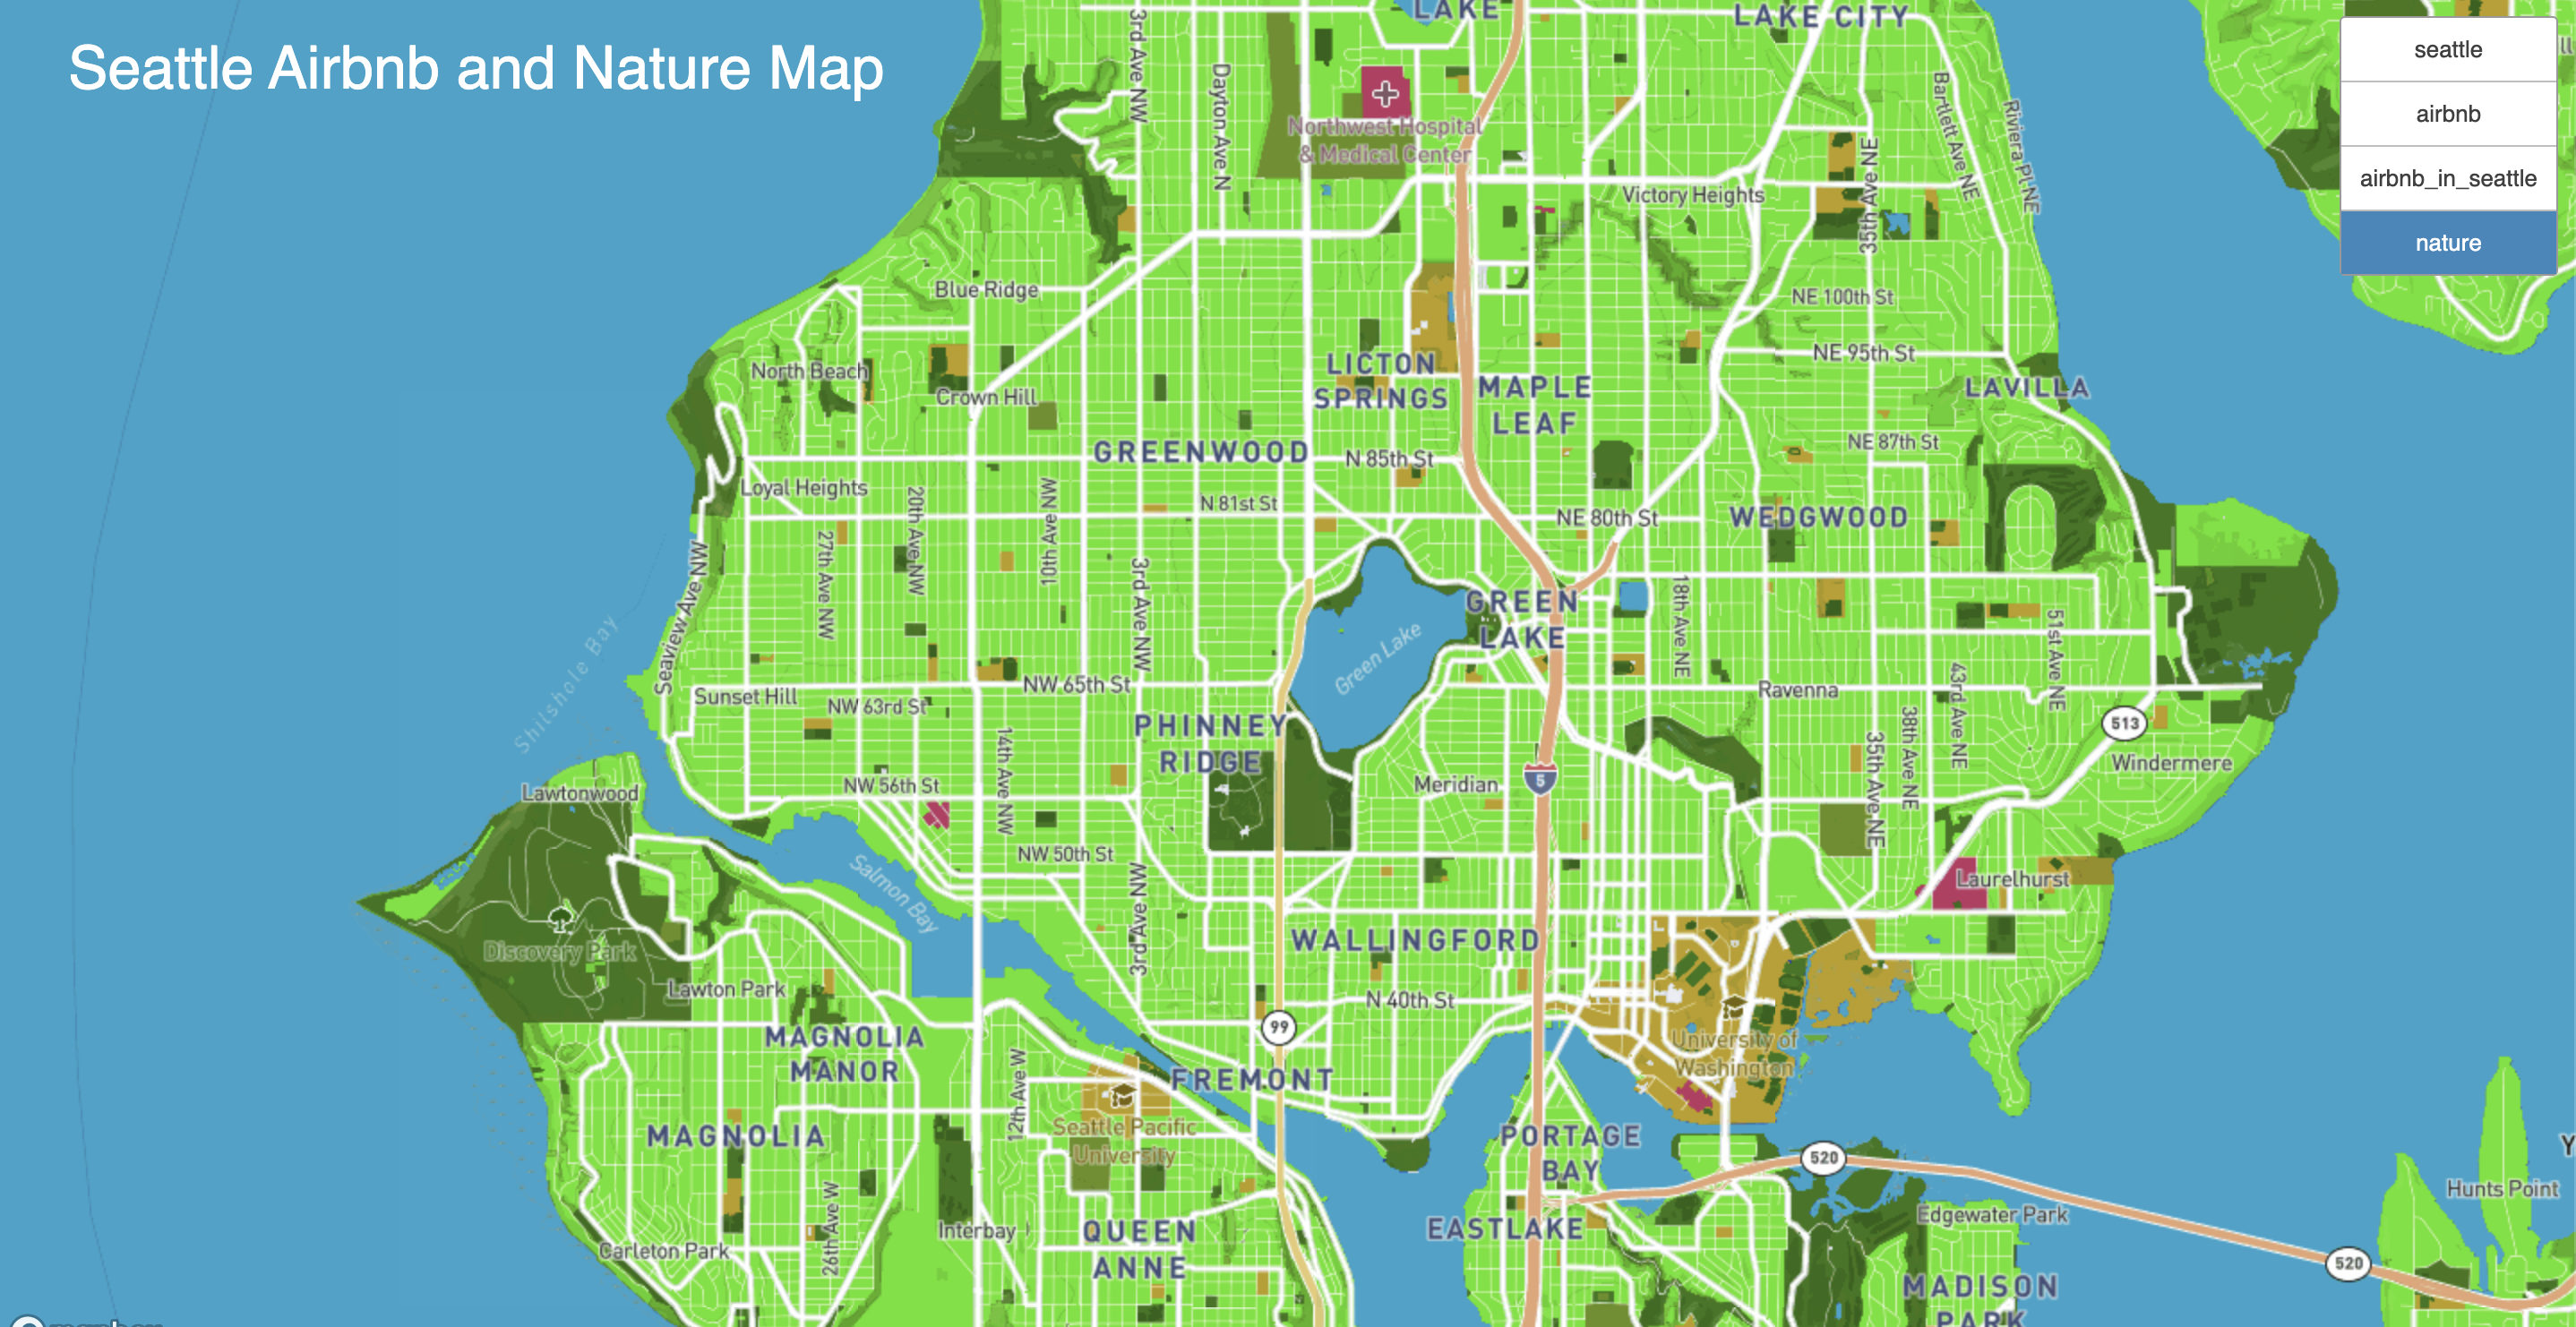 Seattle Airbnb and Nature Map
seattle
airbnb
airbnb_in_seattle
nature
LAKE
LAKE CITY
3rd Ave NW
Dayton Ave N
Northwest Hospital
& Medical Center
Bartlett Ave NE
Riviera Pl NE
35th Ave NE
Victory Heights
Blue Ridge
NE 100th St
North Beach
Crown Hill
LICTON
SPRINGS
MAPLE
LEAF
NE 95th St
LAVILLA
GREENWOOD
N 85th St
NE 87th St
Loyal Heights
20th Ave NW
10th Ave NW
N 81st St
NE 80th St
WEDGWOOD
27th Ave NW
3rd Ave NW
Seaview Ave NW
GREEN
LAKE
Green Lake
18th Ave NE
51st Ave NE
Shilshole Bay
Sunset Hill
NW 65th St
NW 63rd St
Ravenna
43rd Ave NE
38th Ave NE
35th Ave NE
513
PHINNEY
RIDGE
14th Ave NW
Windermere
5
Meridian
NW 56th St
Lawtonwood
NW 50th St
Salmon Bay
3rd Ave NW
Laurelhurst
Discovery Park
WALLINGFORD
Lawton Park
N 40th St
99
MAGNOLIA
MANOR
University of
Washington
12th Ave W
FREMONT
Seattle Pacific
University
MAGNOLIA
PORTAGE
BAY
520
Y
Hunts Point
26th Ave W
Interbay
QUEEN
ANNE
EASTLAKE
Edgewater Park
Carleton Park
520
MADISON
PARK
mapbox